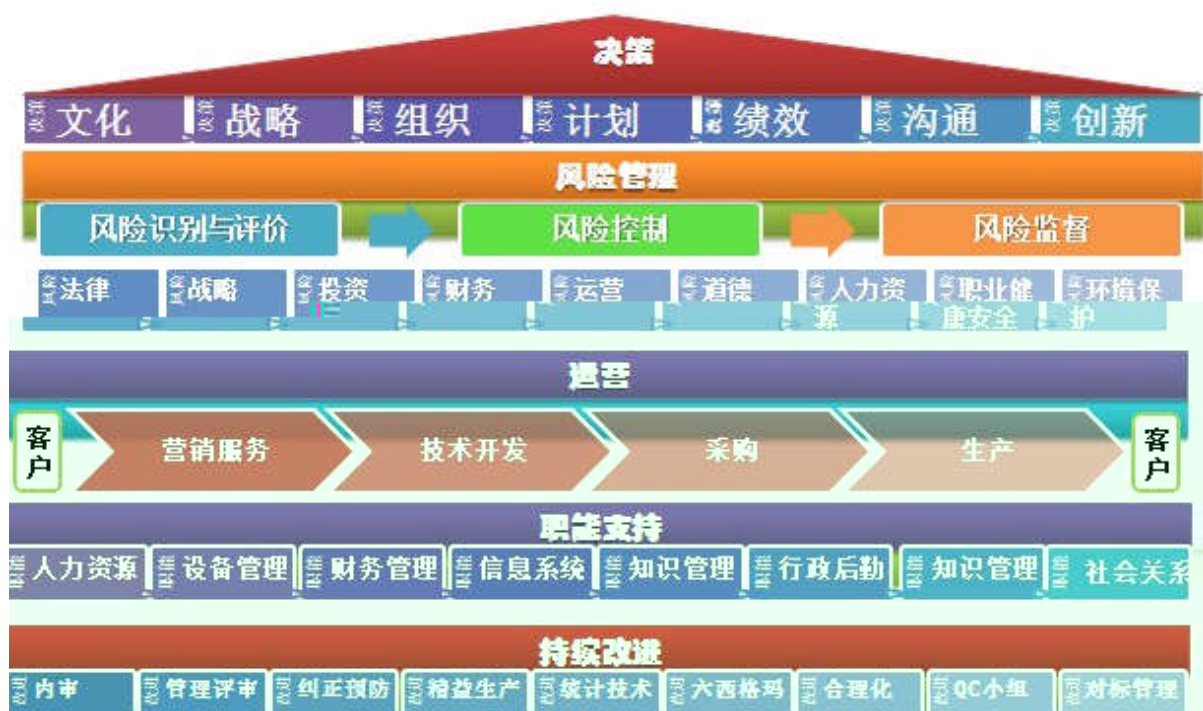 决策
文化 战略 组织 计划 绩效 沟通 创新
风险管理
风险识别与评价 风险控制 风险监督
法律 战略 投资 财务 运营 道德 人力资源 职业健康安全 环境保护
运营
客户 营销服务 技术开发 采购 生产 客户
职能支持
人力资源 设备管理 财务管理 信息系统 知识管理 行政后勤 知识管理 社会关系
持续改进
内审 管理评审 纠正预防 精益生产 统计技术 六西格玛 合理化 QC小组 对标管理